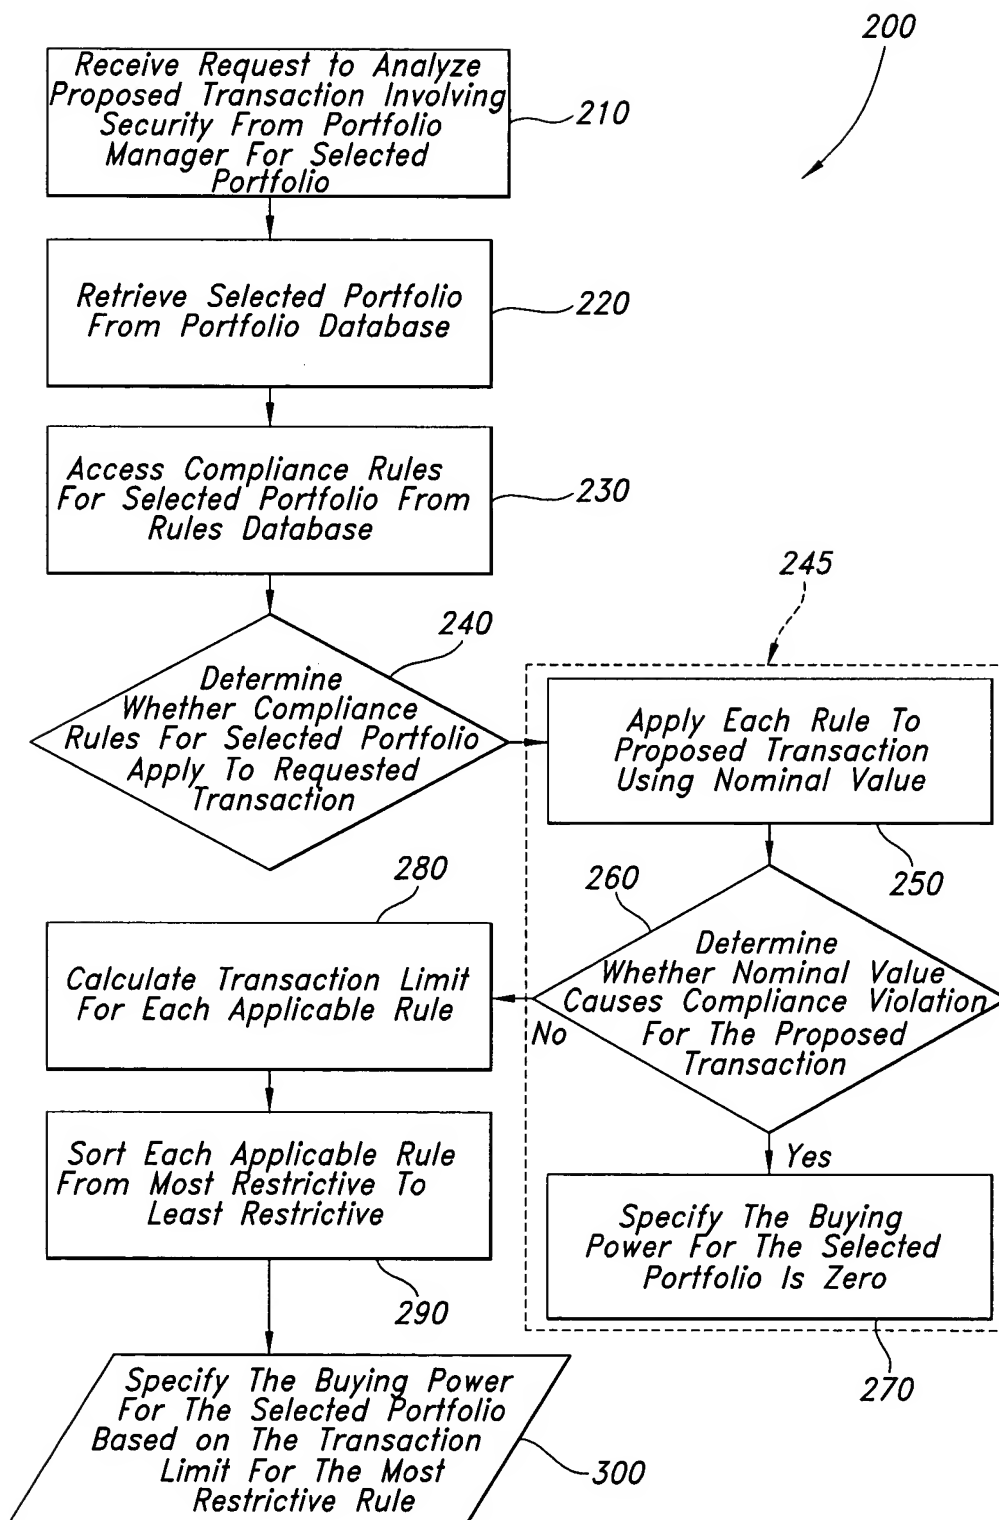 200
Receive Request to Analyze
Proposed Transaction Involving
Security From Portfolio
Manager For Selected
Portfolio
210
Retrieve Selected Portfolio
From Portfolio Database
220
Access Compliance Rules
For Selected Portfolio From
Rules Database
230
240
Determine
Whether Compliance
Rules For Selected Portfolio
Apply To Requested
Transaction
245
Apply Each Rule To
Proposed Transaction
Using Nominal Value
250
260
Determine
Whether Nominal Value
Causes Compliance Violation
For The Proposed
Transaction
No
Yes
Specify The Buying
Power For The Selected
Portfolio Is Zero
270
280
Calculate Transaction Limit
For Each Applicable Rule
Sort Each Applicable Rule
From Most Restrictive To
Least Restrictive
290
Specify The Buying Power
For The Selected Portfolio
Based on The Transaction
Limit For The Most
Restrictive Rule
300